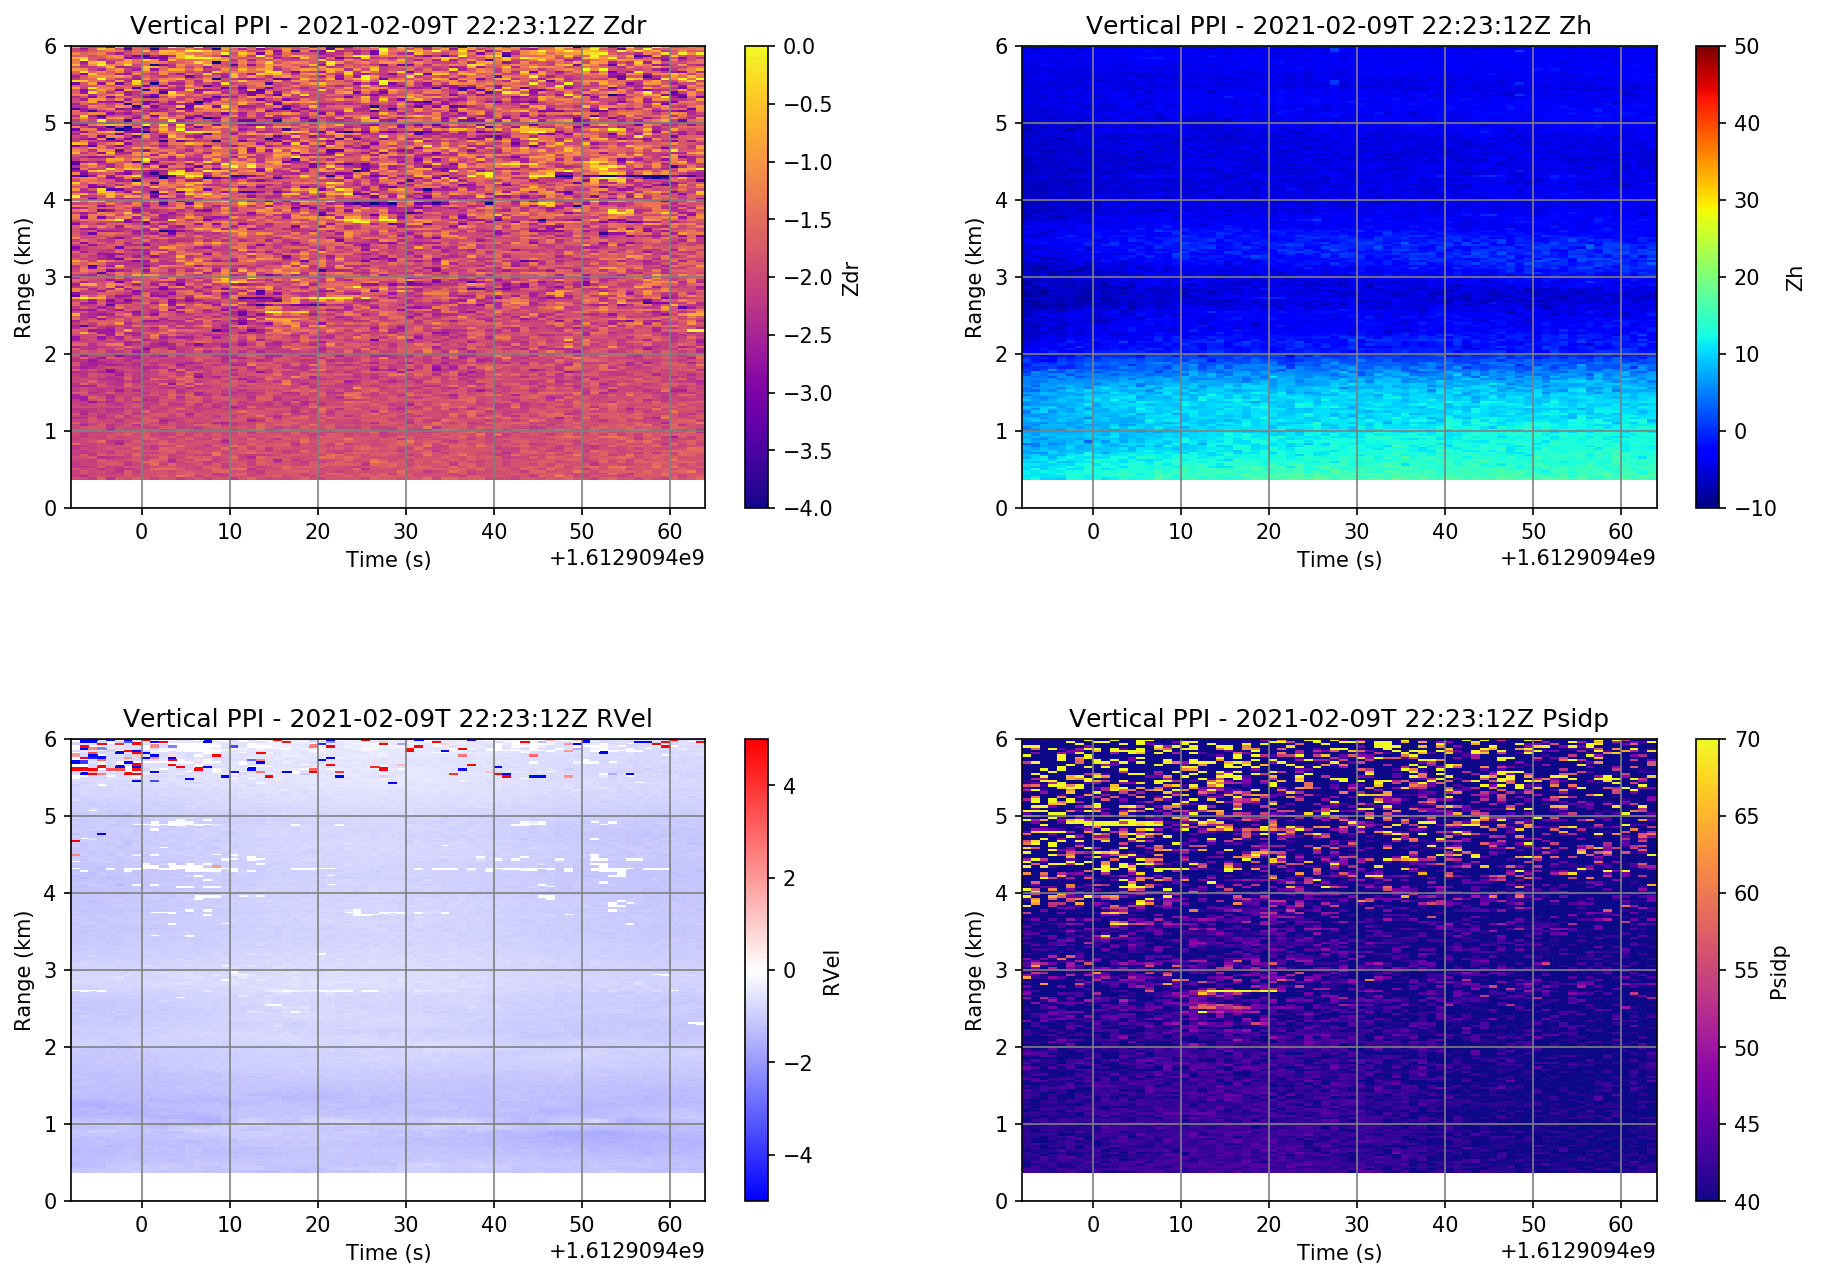 Vertical PPI - 2021-02-09T 22:23:12Z Zdr
6
5
4
3
2
1
0
Range (km)
0 10 20 30 40 50 60
Time (s)
+1.6129094e9
0.0
−0.5
−1.0
−1.5
−2.0
−2.5
−3.0
−3.5
−4.0
Zdr
Vertical PPI - 2021-02-09T 22:23:12Z Zh
6
5
4
3
2
1
0
Range (km)
0 10 20 30 40 50 60
Time (s)
+1.6129094e9
50
40
30
20
10
0
−10
Zh
Vertical PPI - 2021-02-09T 22:23:12Z RVel
6
5
4
3
2
1
0
Range (km)
0 10 20 30 40 50 60
Time (s)
+1.6129094e9
4
2
0
−2
−4
RVel
Vertical PPI - 2021-02-09T 22:23:12Z Psidp
6
5
4
3
2
1
0
Range (km)
0 10 20 30 40 50 60
Time (s)
+1.6129094e9
70
65
60
55
50
45
40
Psidp